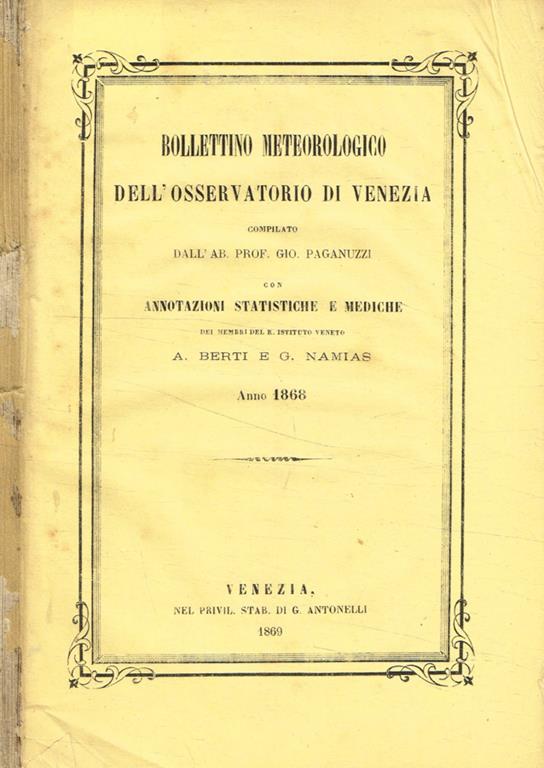 BOLLETTINO METEOROLOGICO
DELL'OSSERVATORIO DI VENEZIA
COMPILATO
DALL' AB. PROF. GIO. PAGANUZZI
CON
ANNOTAZIONI STATISTICHE E MEDICHE
DEI MEMBRI DEL R. ISTITUTO VENETO
A. BERTI E G. NAMIAS
Anno 1868
VENEZIA,
NEL PRIVIL. STAB. DI G. ANTONELLI
1869